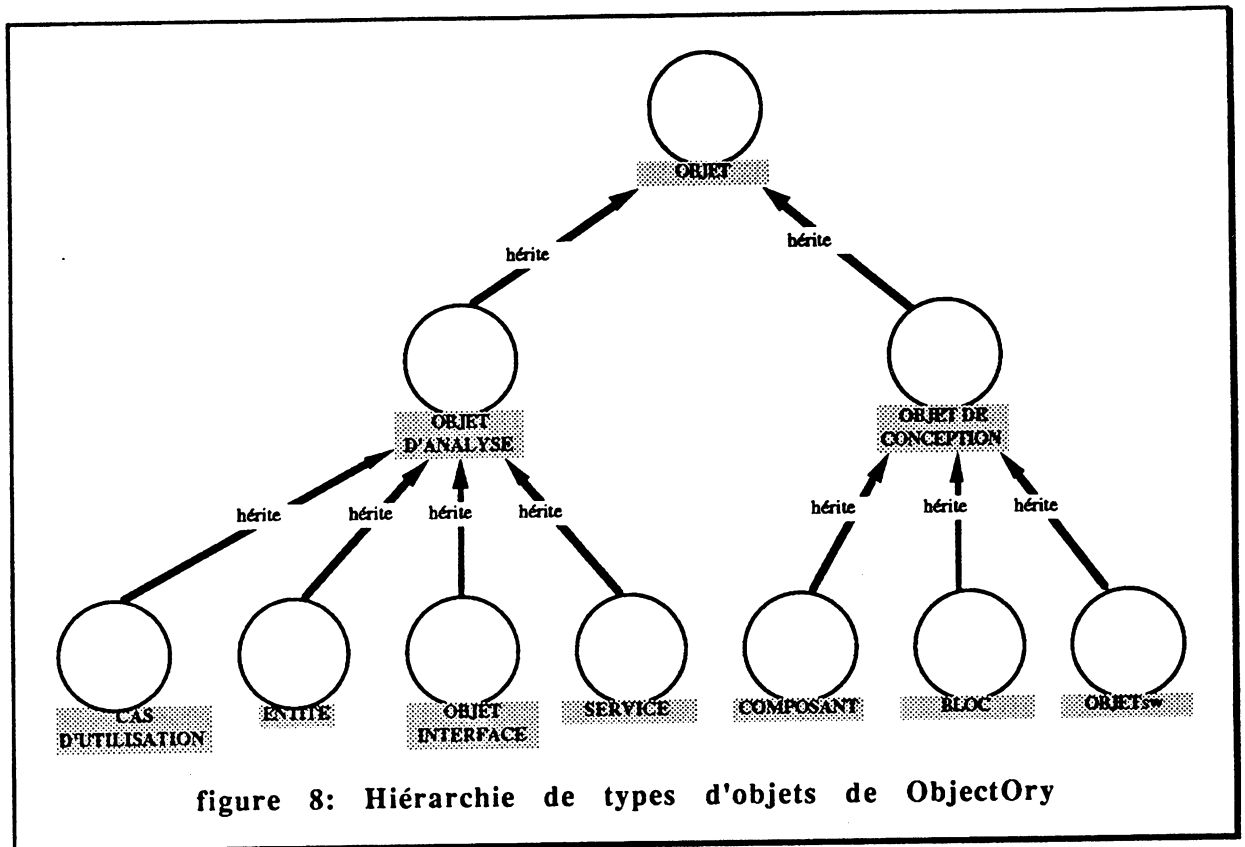 OBJET
hérite
hérite
OBJET
D'ANALYSE
OBJET DE
CONCEPTION
hérite
hérite
hérite
hérite
hérite
hérite
hérite
CAS
D'UTILISATION
ENTITE
OBJET
INTERFACE
SERVICE
COMPOSANT
BLOC
OBJETsw
figure 8: Hiérarchie de types d'objets de ObjectOry